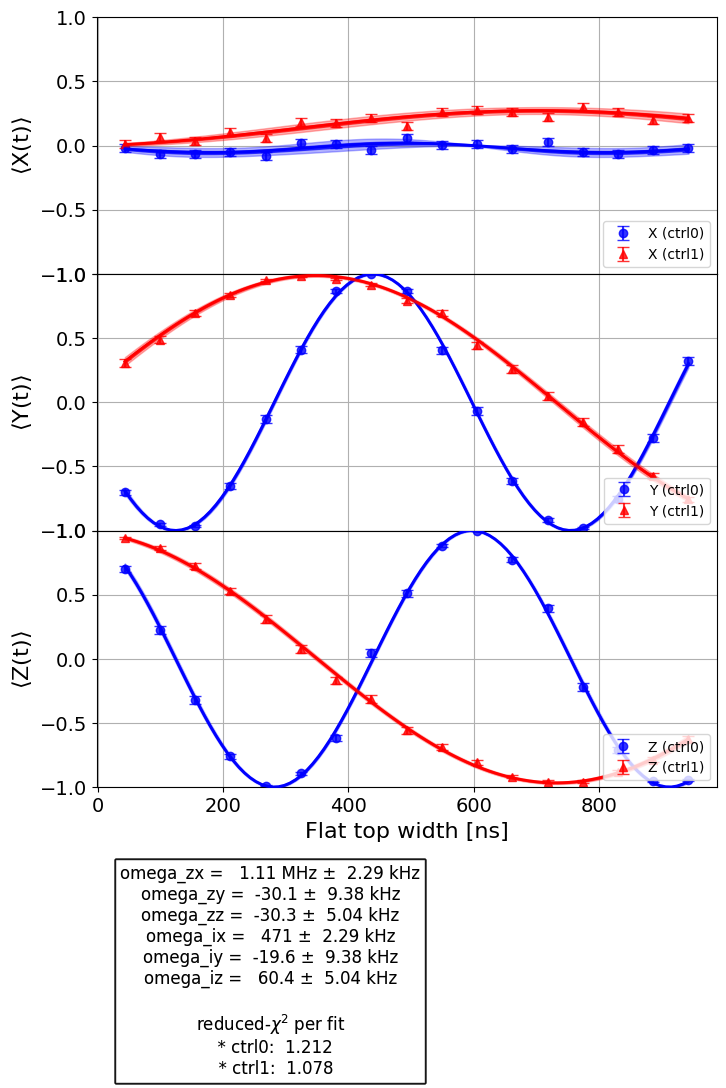 1.0
0.5
0.0
−0.5
−1.0
⟨X(t)⟩
X (ctrl0)
X (ctrl1)
1.0
0.5
0.0
−0.5
−1.0
⟨Y(t)⟩
Y (ctrl0)
Y (ctrl1)
1.0
0.5
0.0
−0.5
−1.0
⟨Z(t)⟩
Z (ctrl0)
Z (ctrl1)
0 200 400 600 800
Flat top width [ns]
omega_zx = 1.11 MHz ± 2.29 kHz
omega_zy = -30.1 ± 9.38 kHz
omega_zz = -30.3 ± 5.04 kHz
omega_ix = 471 ± 2.29 kHz
omega_iy = -19.6 ± 9.38 kHz
omega_iz = 60.4 ± 5.04 kHz
reduced-χ² per fit
* ctrl0: 1.212
* ctrl1: 1.078